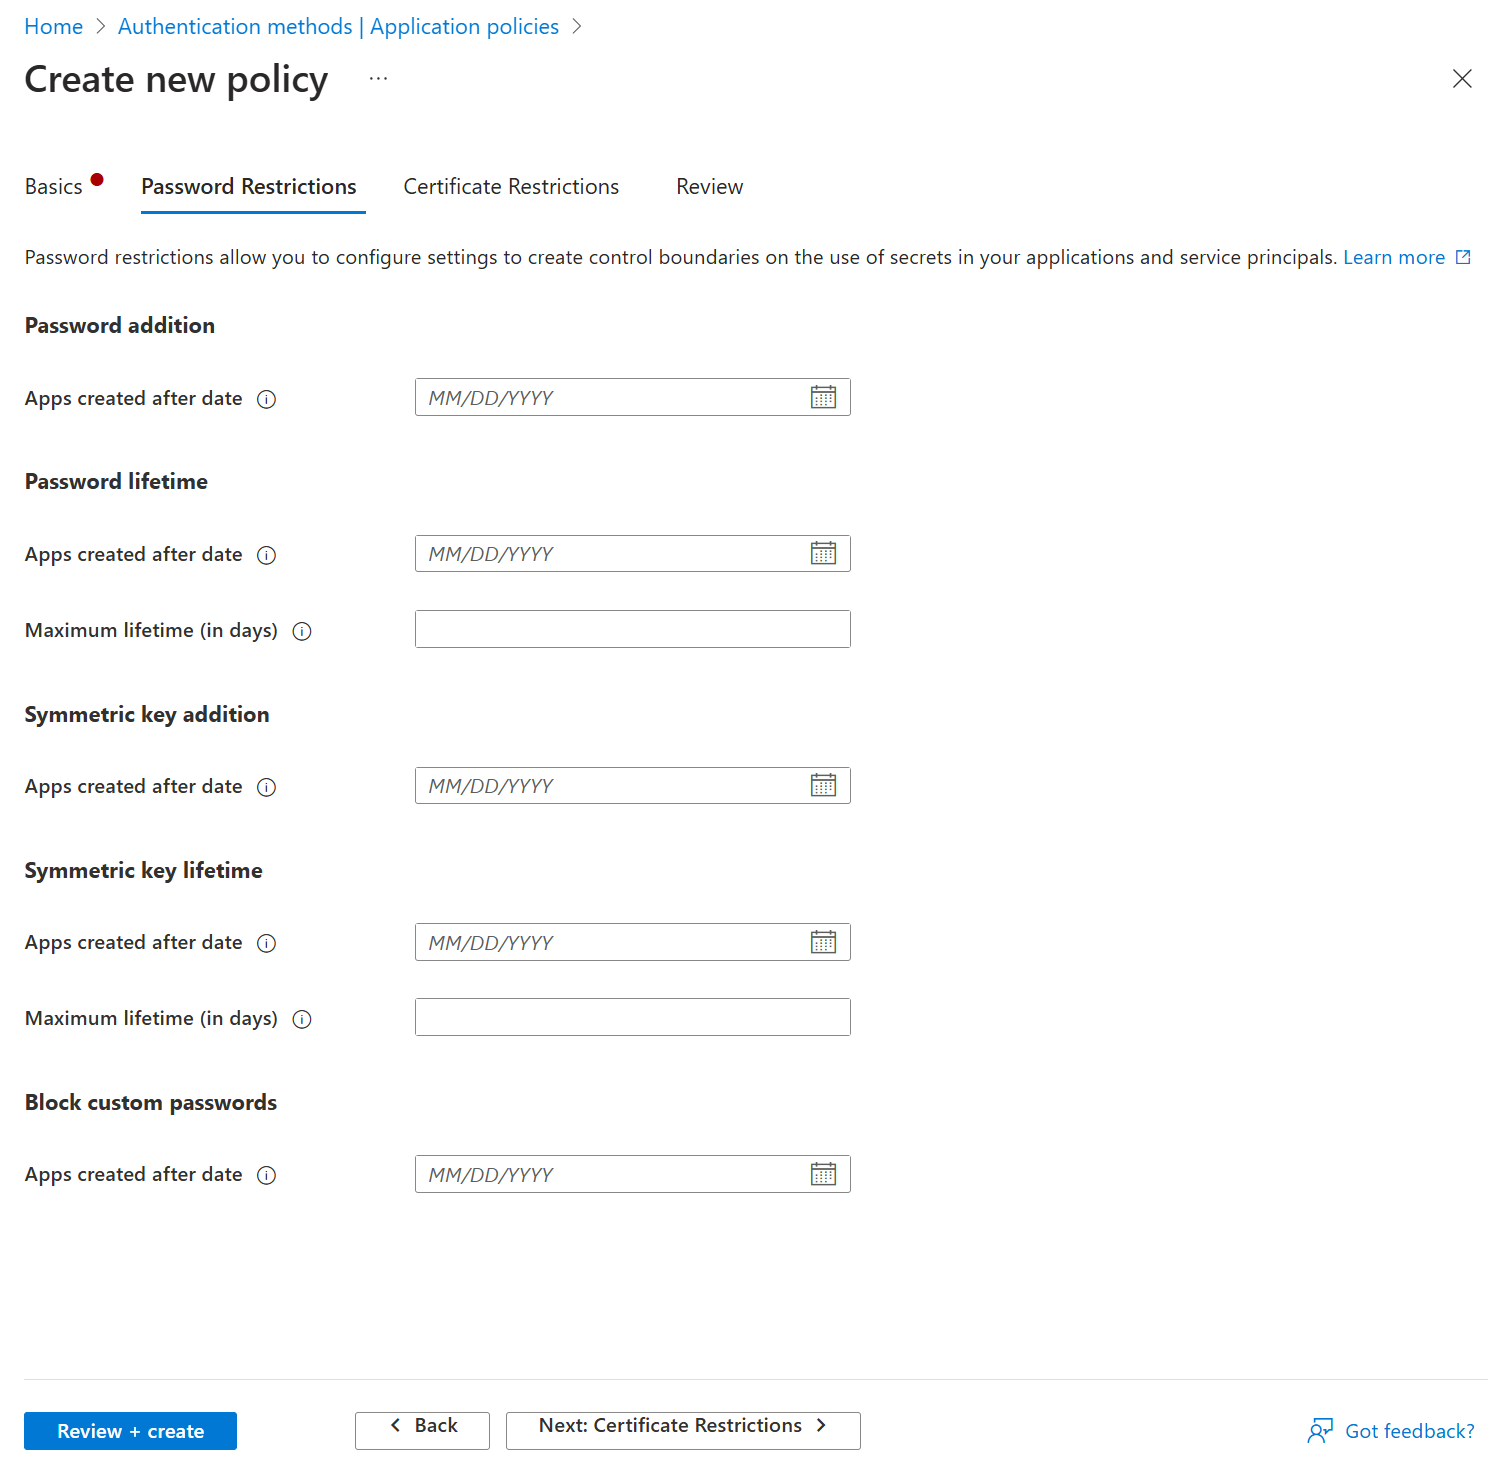 Home > Authentication methods | Application policies >
Create new policy ...
Basics Password Restrictions Certificate Restrictions Review
Password restrictions allow you to configure settings to create control boundaries on the use of secrets in your applications and service principals. Learn more
Password addition
Apps created after date MM/DD/YYYY
Password lifetime
Apps created after date MM/DD/YYYY
Maximum lifetime (in days)
Symmetric key addition
Apps created after date MM/DD/YYYY
Symmetric key lifetime
Apps created after date MM/DD/YYYY
Maximum lifetime (in days)
Block custom passwords
Apps created after date MM/DD/YYYY
Review + create < Back Next: Certificate Restrictions > Got feedback?